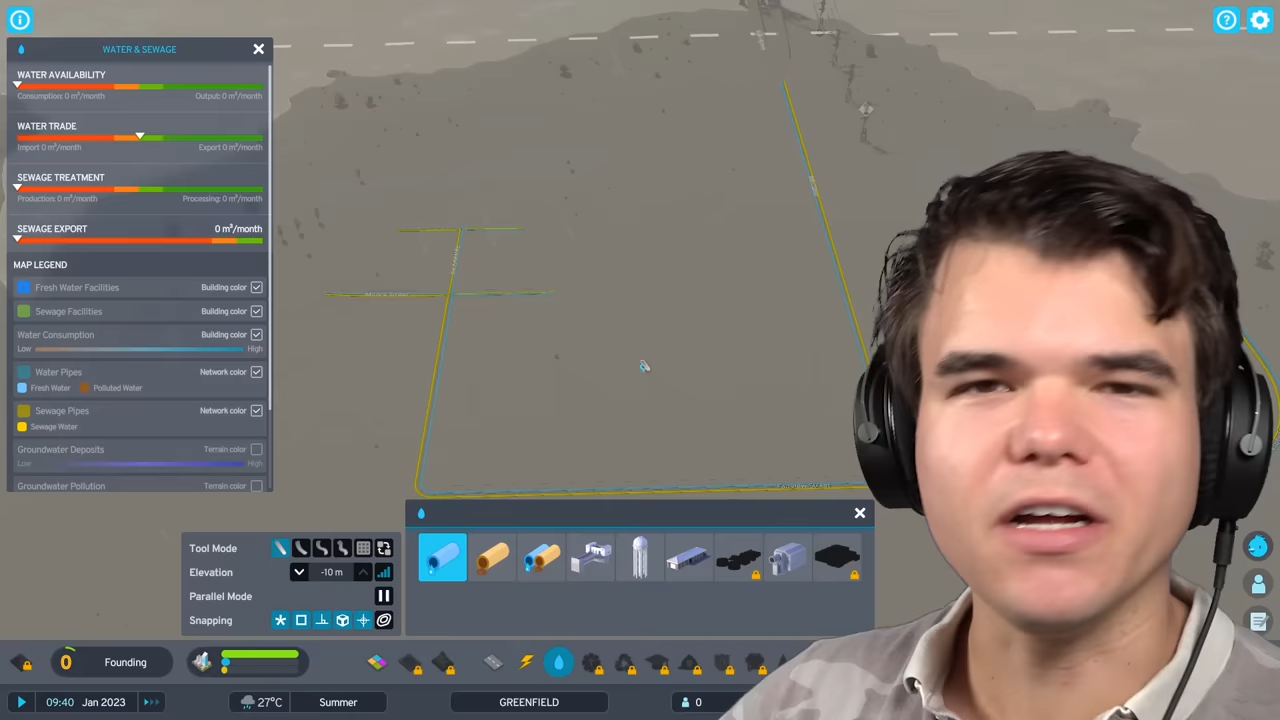 WATER & SEWAGE
WATER AVAILABILITY
Consumption: 0 m³/month
Output: 0 m³/month
WATER TRADE
Import 0 m³/month
Export 0 m³/month
SEWAGE TREATMENT
Production: 0 m³/month
Processing: 0 m³/month
SEWAGE EXPORT
0 m³/month
MAP LEGEND
Fresh Water Facilities
Building color
Sewage Facilities
Building color
Water Consumption
Building color
Low
High
Water Pipes
Network color
Fresh Water
Polluted Water
Sewage Pipes
Network color
Sewage Water
Groundwater Deposits
Terrain color
Low
High
Groundwater Pollution
Terrain color
Tool Mode
Elevation
-10 m
Parallel Mode
Snapping
0
Founding
09:40
Jan 2023
27°C
Summer
GREENFIELD
0